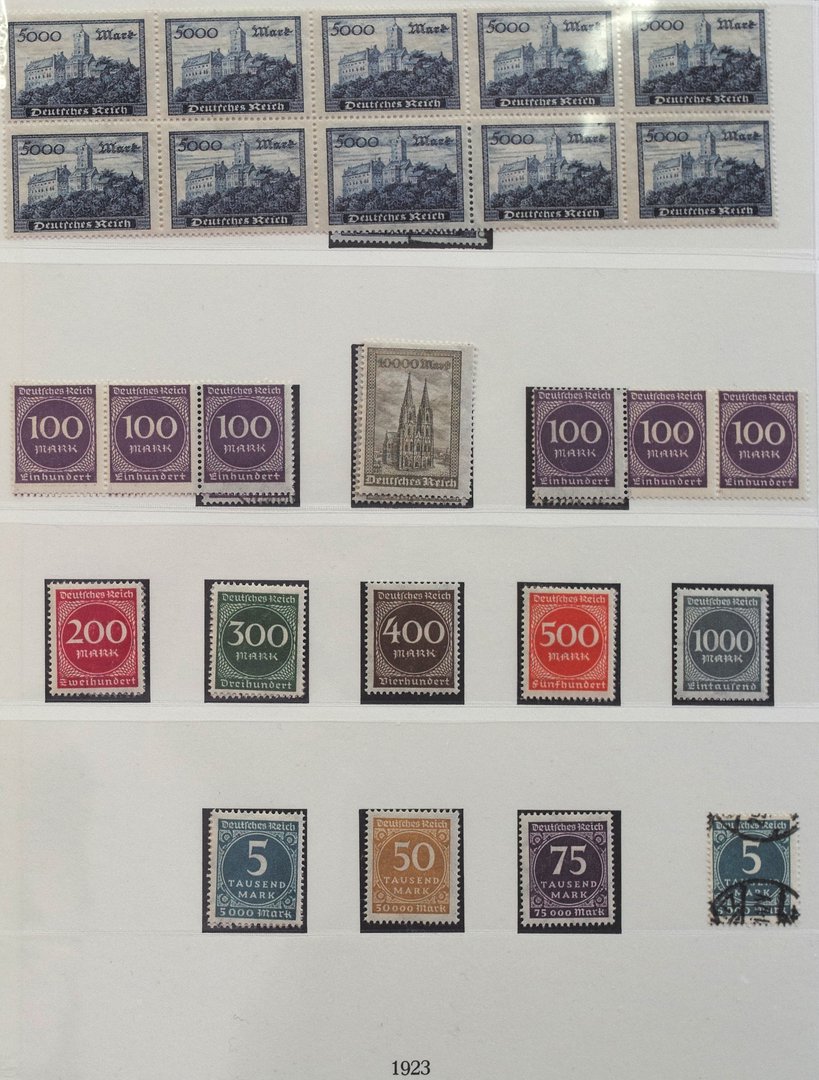 5000 Mark 5000 Mark 5000 Mark 5000 Mark 5000 Mark
Deutsches Reich Deutsches Reich Deutsches Reich Deutsches Reich Deutsches Reich
5000 Mark 5000 Mark 5000 Mark 5000 Mark 5000 Mark
Deutsches Reich Deutsches Reich Deutsches Reich Deutsches Reich Deutsches Reich
Deutsches Reich
100
MARK
Einhundert
Deutsches Reich
100
MARK
Einhundert
Deutsches Reich
100
MARK
Einhundert
10000 Mark
Deutsches Reich
Deutsches Reich
100
MARK
Einhundert
Deutsches Reich
100
MARK
Einhundert
Deutsches Reich
100
MARK
Einhundert
Deutsches Reich
200
MARK
Zweihundert
Deutsches Reich
300
MARK
Dreihundert
Deutsches Reich
400
MARK
Vierhundert
Deutsches Reich
500
MARK
Fünfhundert
Deutsches Reich
1000
MARK
Eintausend
Deutsches Reich
5
TAUSEND
MARK
5000 Mark
Deutsches Reich
50
TAUSEND
MARK
50000 Mark
Deutsches Reich
75
TAUSEND
MARK
75000 Mark
5
MARK
1923